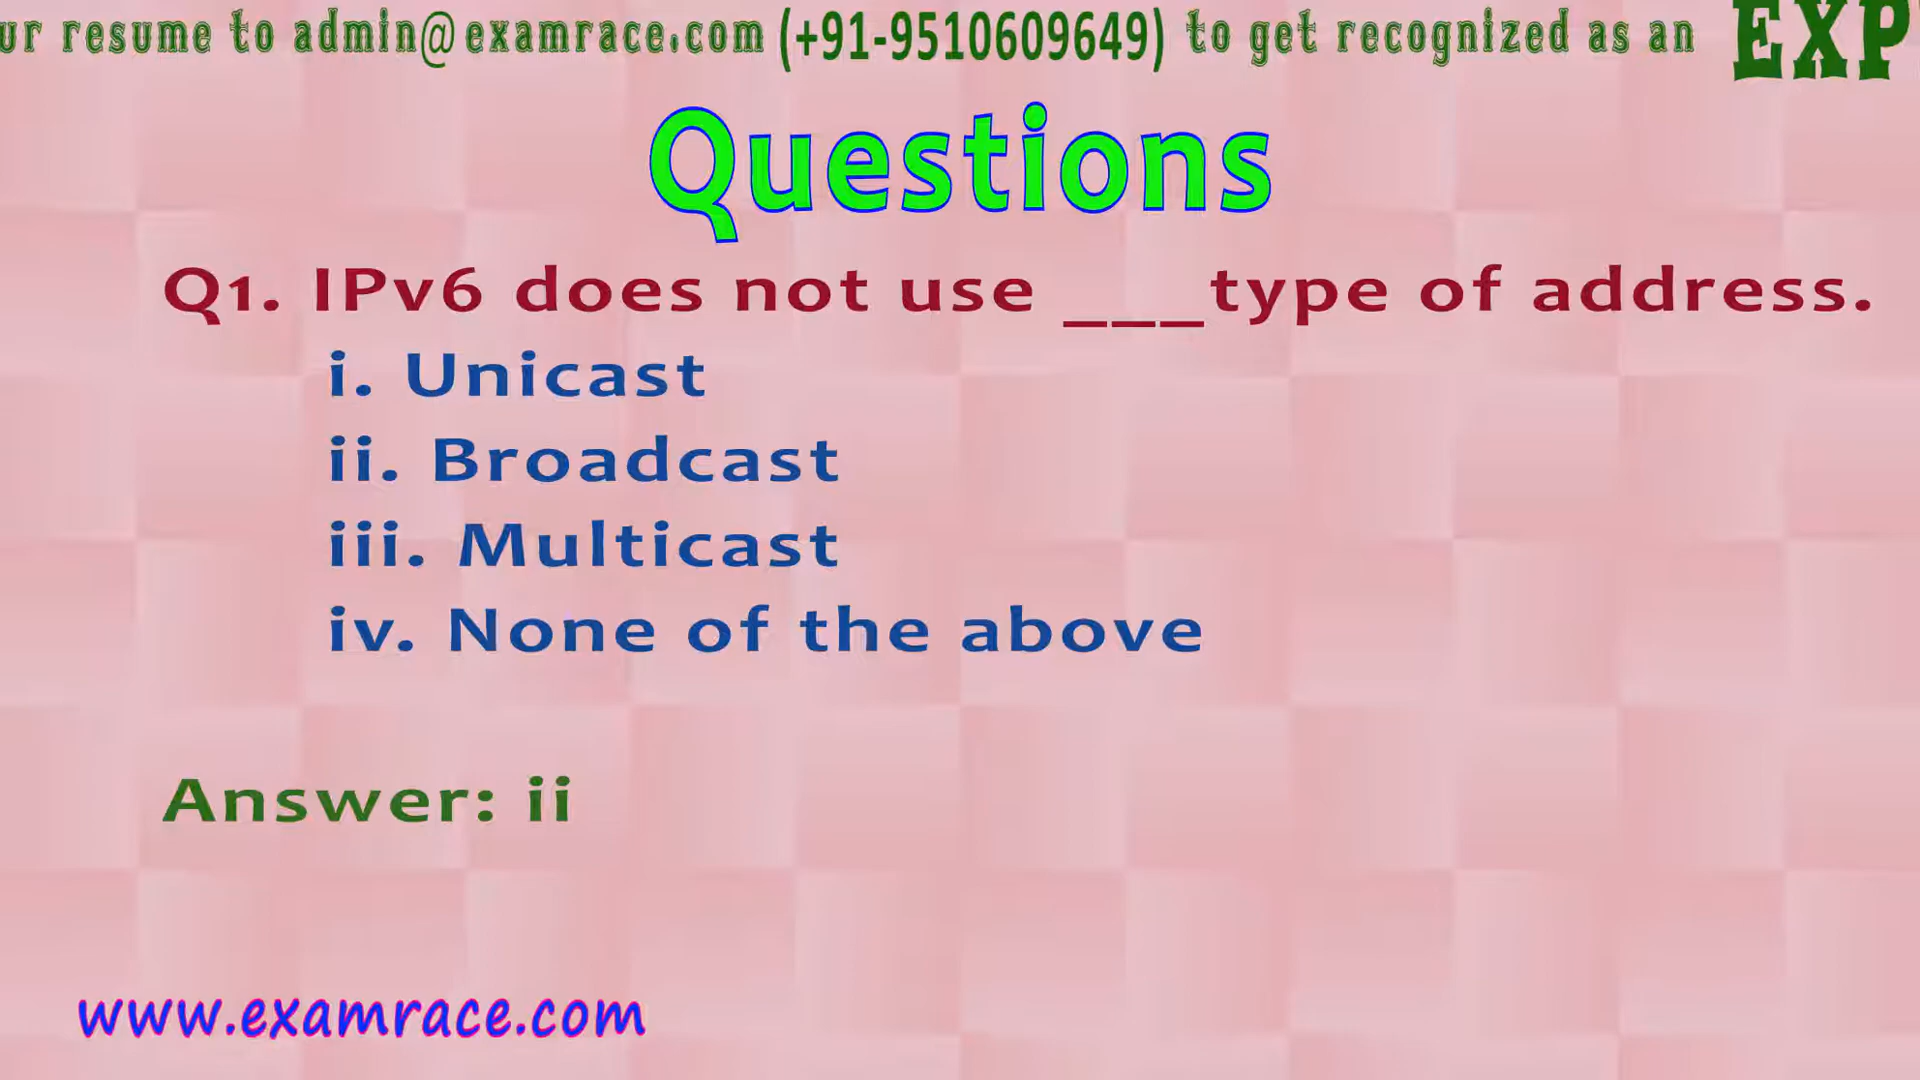 ur resume to admin@examrace.com (+91-9510609649) to get recognized as an EXP
Questions
Q1. IPv6 does not use ___type of address.
i. Unicast
ii. Broadcast
iii. Multicast
iv. None of the above
Answer: ii
www.examrace.com